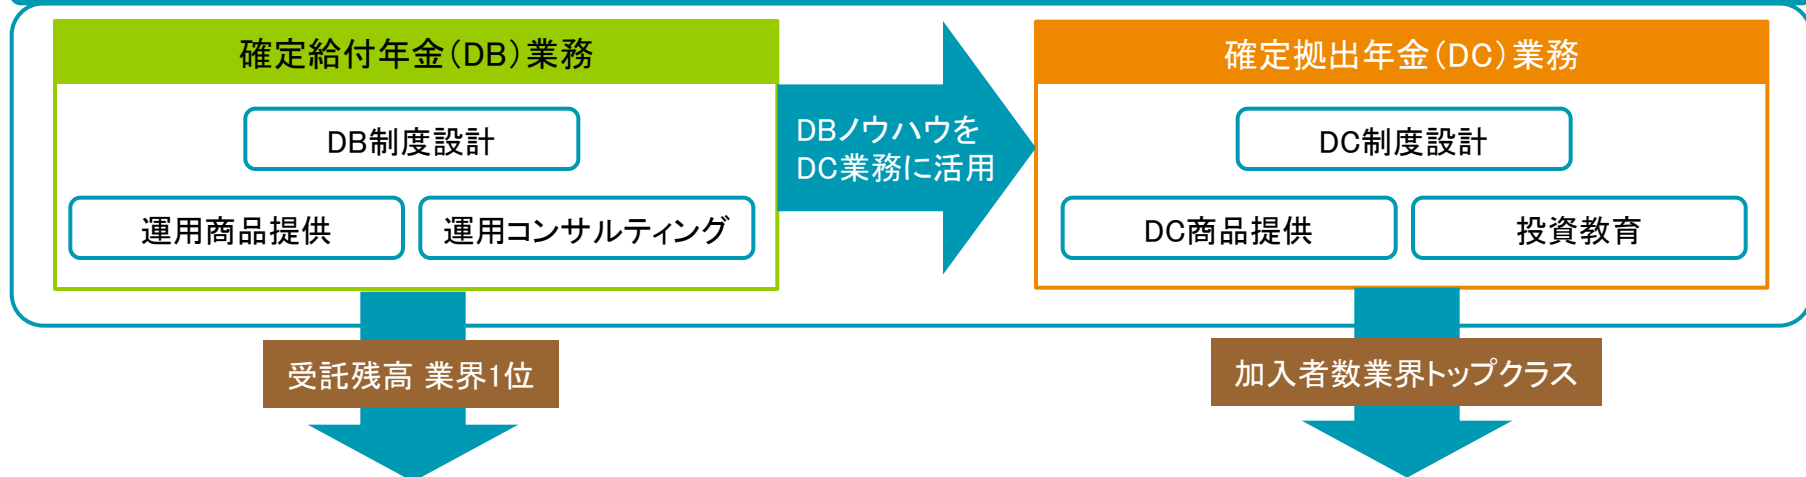 確定給付年金(DB)業務
DB制度設計
運用商品提供
運用コンサルティング
DBノウハウを
DC業務に活用
確定拠出年金(DC)業務
DC制度設計
DC商品提供
投資教育
受託残高 業界1位
加入者数業界トップクラス